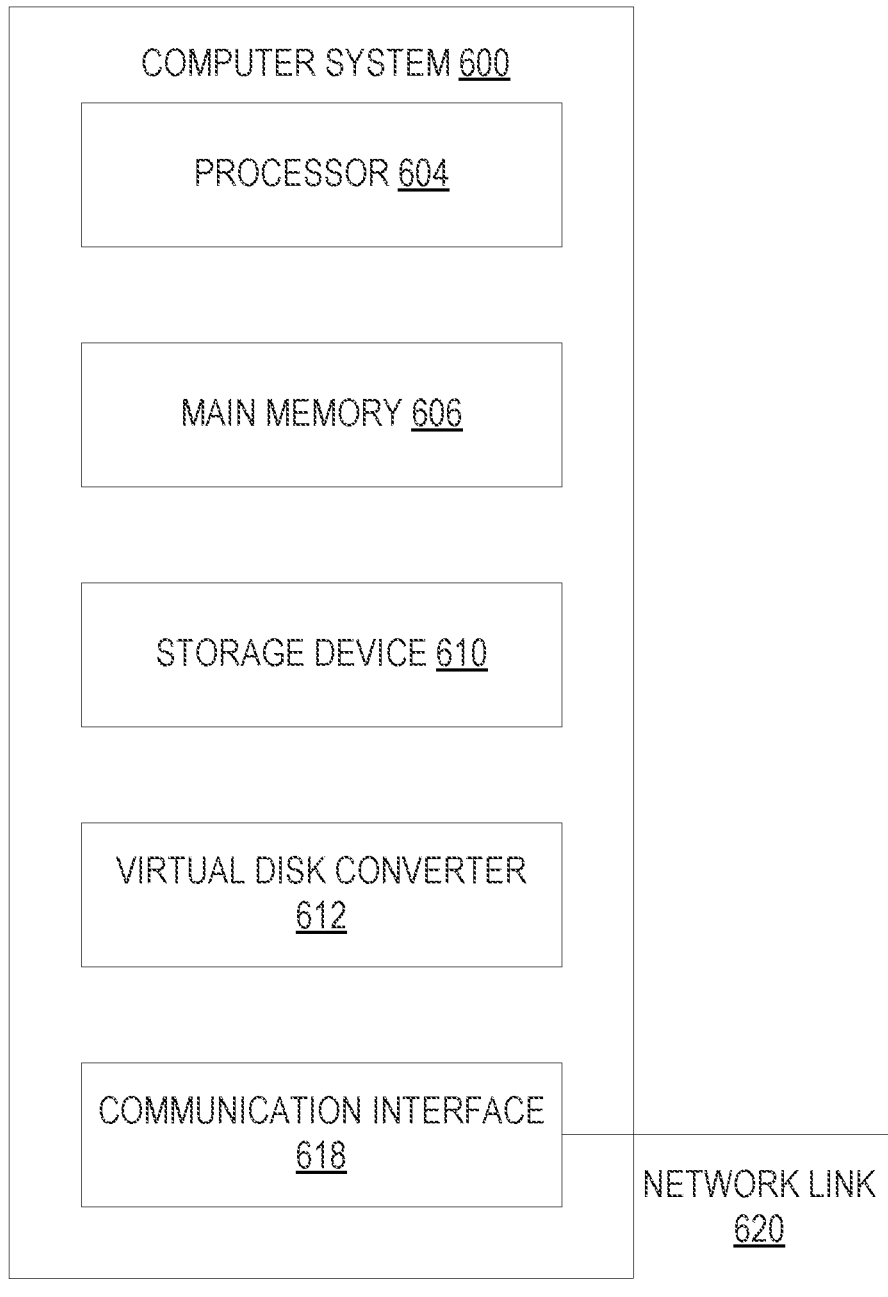 COMPUTER SYSTEM 600
PROCESSOR 604
MAIN MEMORY 606
STORAGE DEVICE 610
VIRTUAL DISK CONVERTER
612
COMMUNICATION INTERFACE
618
NETWORK LINK
620